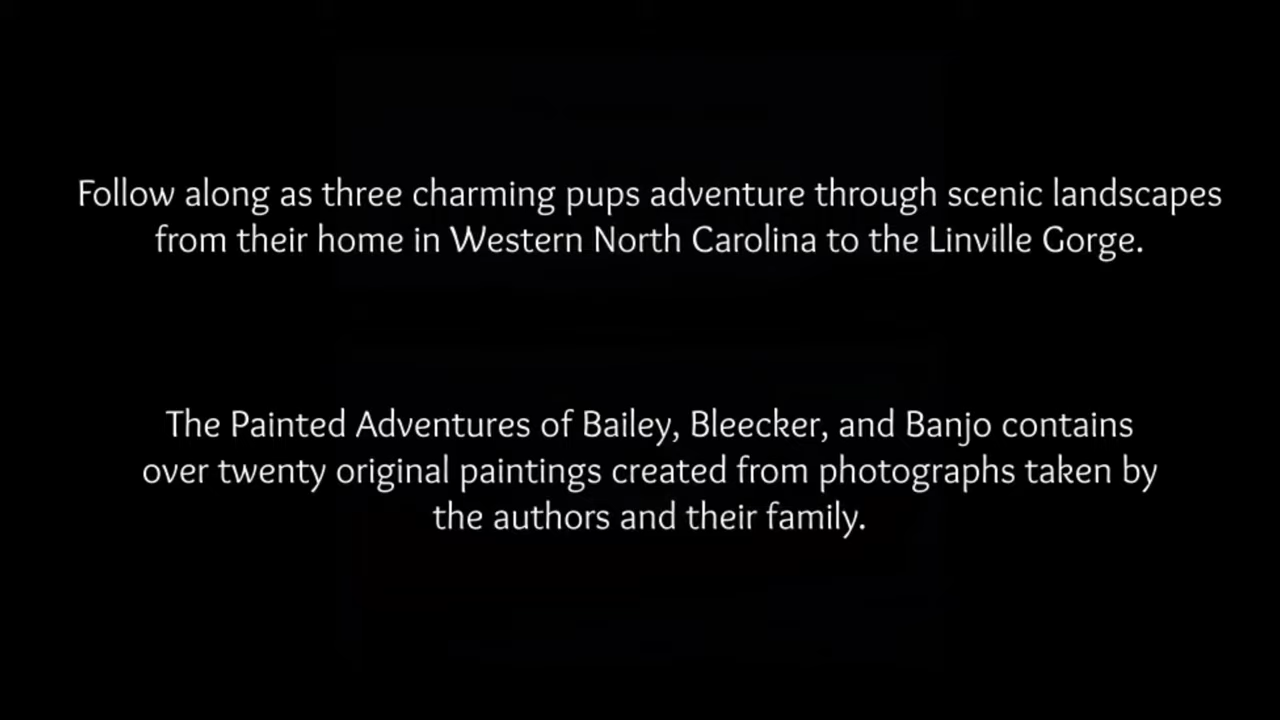 Follow along as three charming pups adventure through scenic landscapes
from their home in Western North Carolina to the Linville Gorge.
The Painted Adventures of Bailey, Bleecker, and Banjo contains
over twenty original paintings created from photographs taken by
the authors and their family.